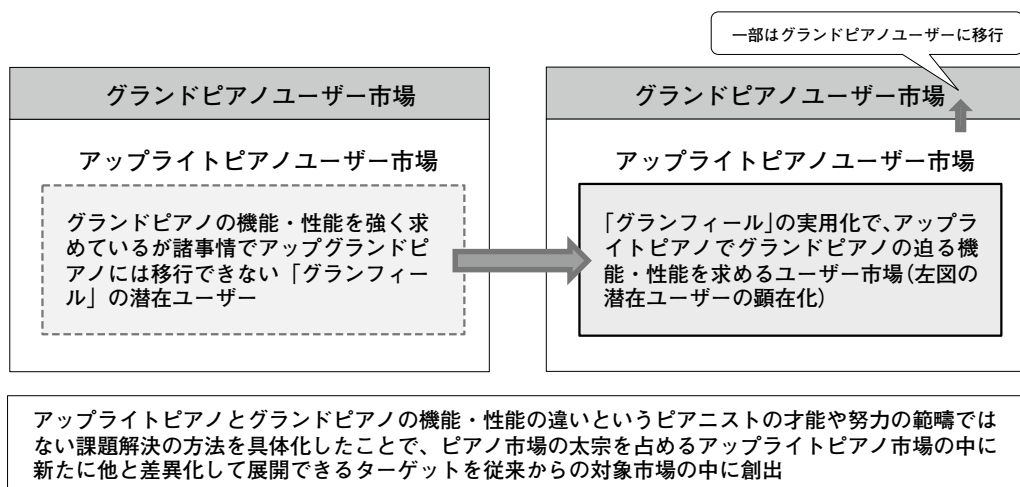 一部はグランドピアノユーザーに移行
グランドピアノユーザー市場
アップライトピアノユーザー市場
グランドピアノの機能・性能を強く求
めているが諸事情でアップグランドピ
アノには移行できない「グランフィー
ル」の潜在ユーザー
グランドピアノユーザー市場
アップライトピアノユーザー市場
「グランフィール」の実用化で、アップラ
イトピアノでグランドピアノの迫る機
能・性能を求めるユーザー市場(左図の
潜在ユーザーの顕在化)
アップライトピアノとグランドピアノの機能・性能の違いというピアニストの才能や努力の範疇では
ない課題解決の方法を具体化したことで、ピアノ市場の太宗を占めるアップライトピアノ市場の中に
新たに他と差異化して展開できるターゲットを従来からの対象市場の中に創出